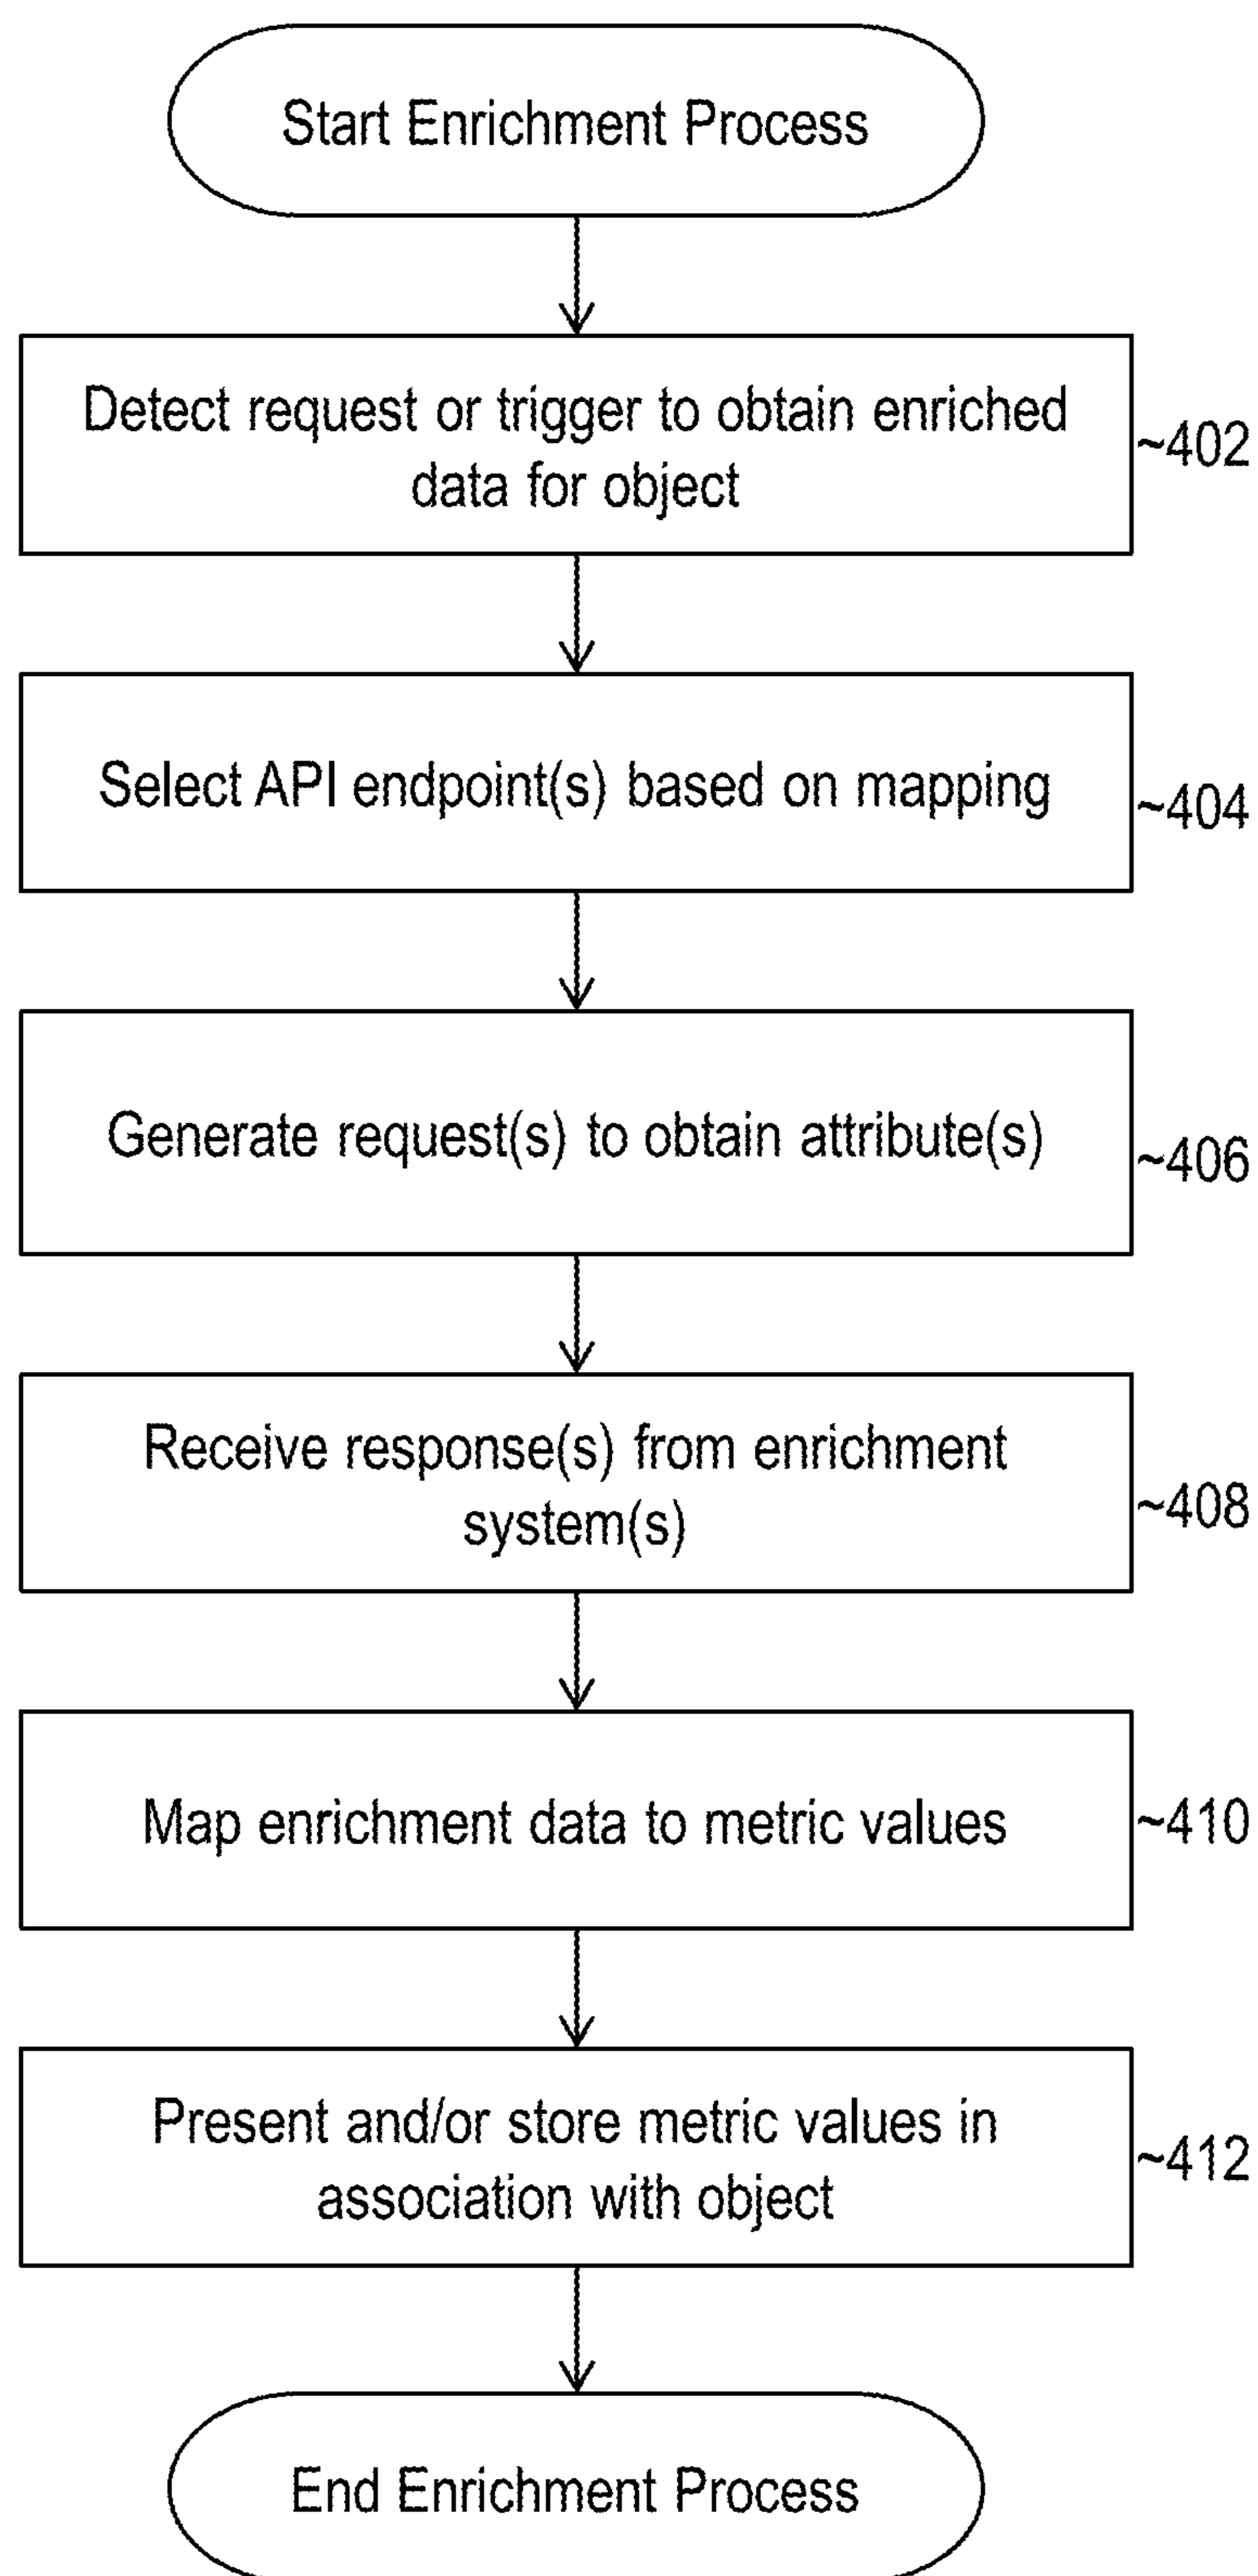 Start Enrichment Process
Detect request or trigger to obtain enriched
data for object
~402
Select API endpoint(s) based on mapping
~404
Generate request(s) to obtain attribute(s)
~406
Receive response(s) from enrichment
system(s)
~408
Map enrichment data to metric values
~410
Present and/or store metric values in
association with object
~412
End Enrichment Process